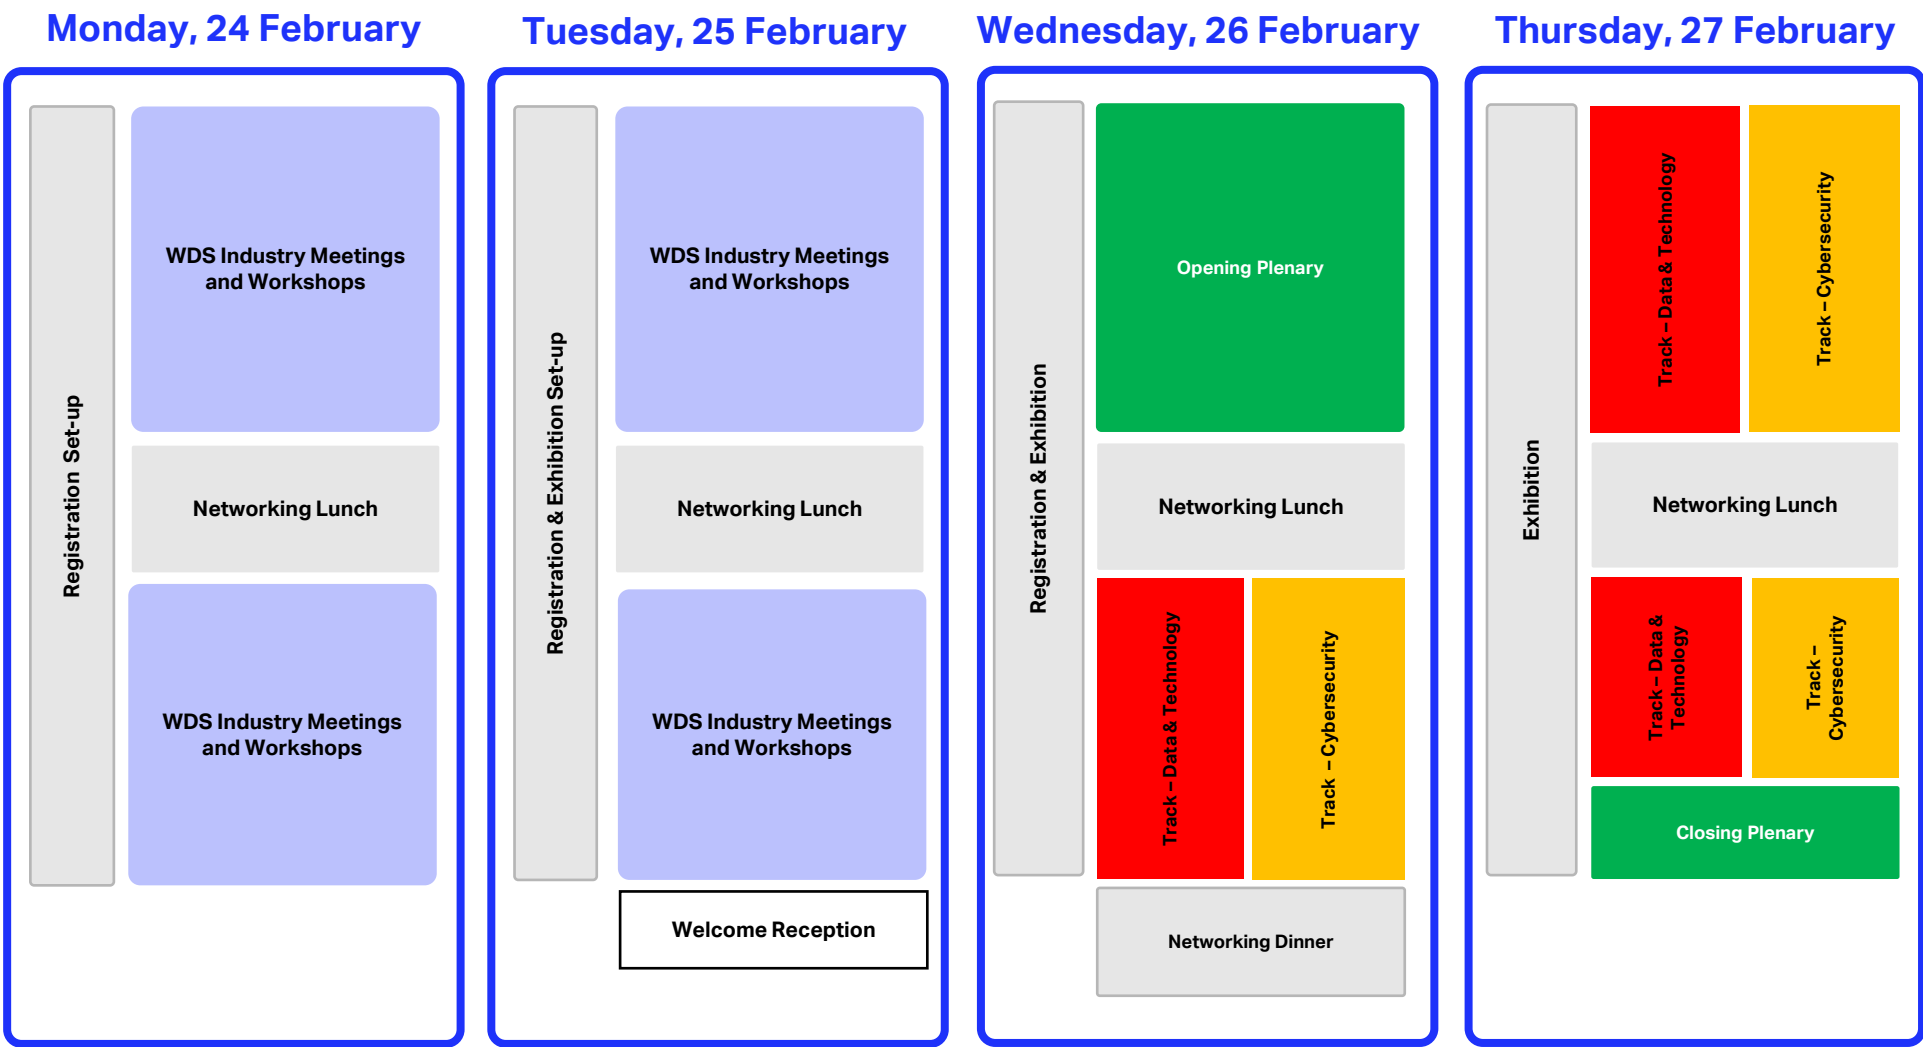 Monday, 24 February
Registration Set-up
WDS Industry Meetings
and Workshops
Networking Lunch
WDS Industry Meetings
and Workshops
Tuesday, 25 February
Registration & Exhibition Set-up
WDS Industry Meetings
and Workshops
Networking Lunch
WDS Industry Meetings
and Workshops
Welcome Reception
Wednesday, 26 February
Registration & Exhibition
Opening Plenary
Networking Lunch
Track – Data & Technology
Track – Cybersecurity
Networking Dinner
Thursday, 27 February
Exhibition
Track – Data & Technology
Track – Cybersecurity
Networking Lunch
Track – Data &
Technology
Track –
Cybersecurity
Closing Plenary